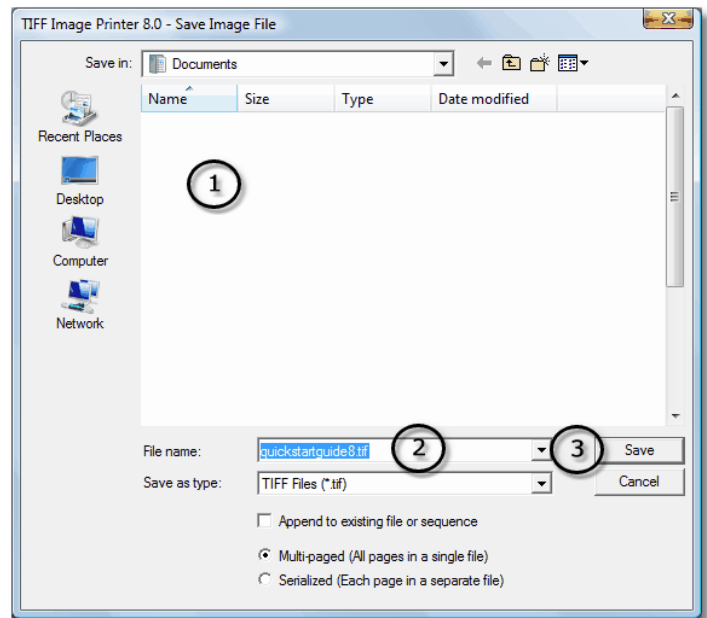 TIFF Image Printer 8.0 - Save Image File
Save in: Documents
Name Size Type Date modified
Recent Places
Desktop
Computer
Network
1
File name: quickstartguide8.tif 2 3 Save
Save as type: TIFF Files (*.tif) Cancel
Append to existing file or sequence
Multi-paged (All pages in a single file)
Serialized (Each page in a separate file)